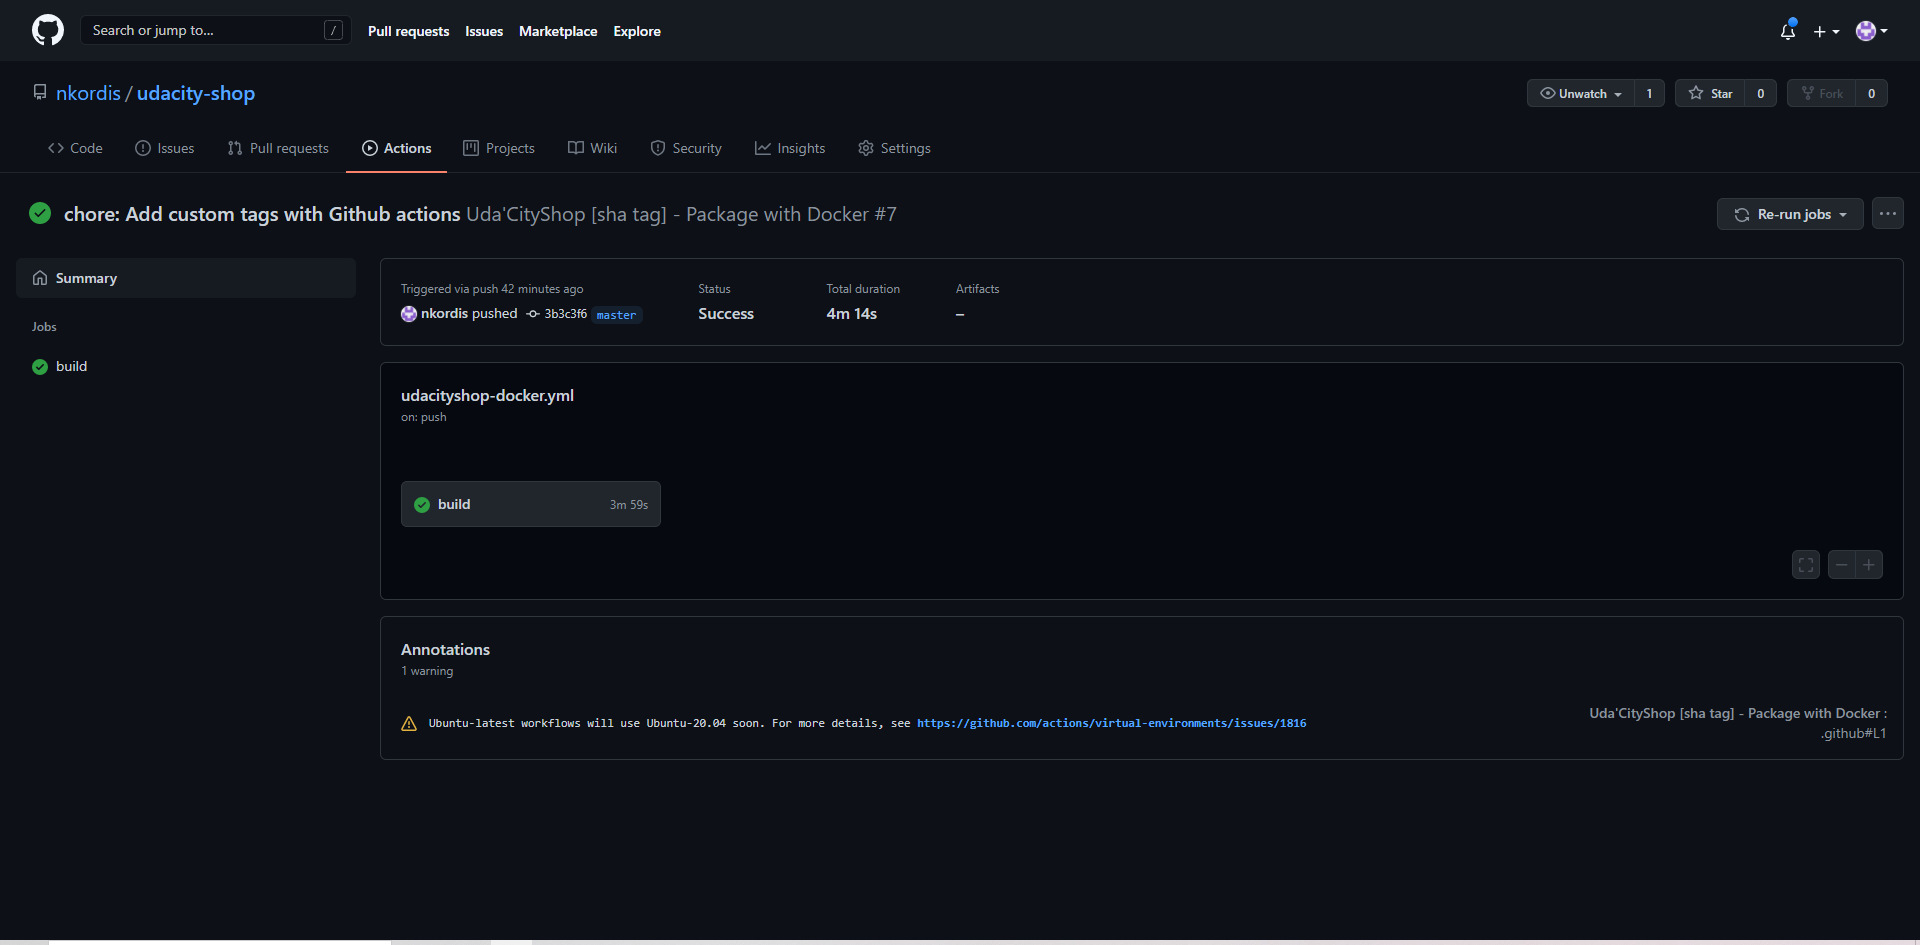 Search or jump to... /
Pull requests Issues Marketplace Explore
nkordis / udacity-shop
Unwatch 1 Star 0 Fork 0
Code Issues Pull requests Actions Projects Wiki Security Insights Settings
chore: Add custom tags with Github actions Uda'CityShop [sha tag] - Package with Docker #7
Re-run jobs
Summary
Jobs
build
Triggered via push 42 minutes ago
nkordis pushed 3b3c3f6 master
Status
Success
Total duration
4m 14s
Artifacts
–
udacityshop-docker.yml
on: push
build 3m 59s
Annotations
1 warning
Ubuntu-latest workflows will use Ubuntu-20.04 soon. For more details, see https://github.com/actions/virtual-environments/issues/1816
Uda'CityShop [sha tag] - Package with Docker :
.github#L1